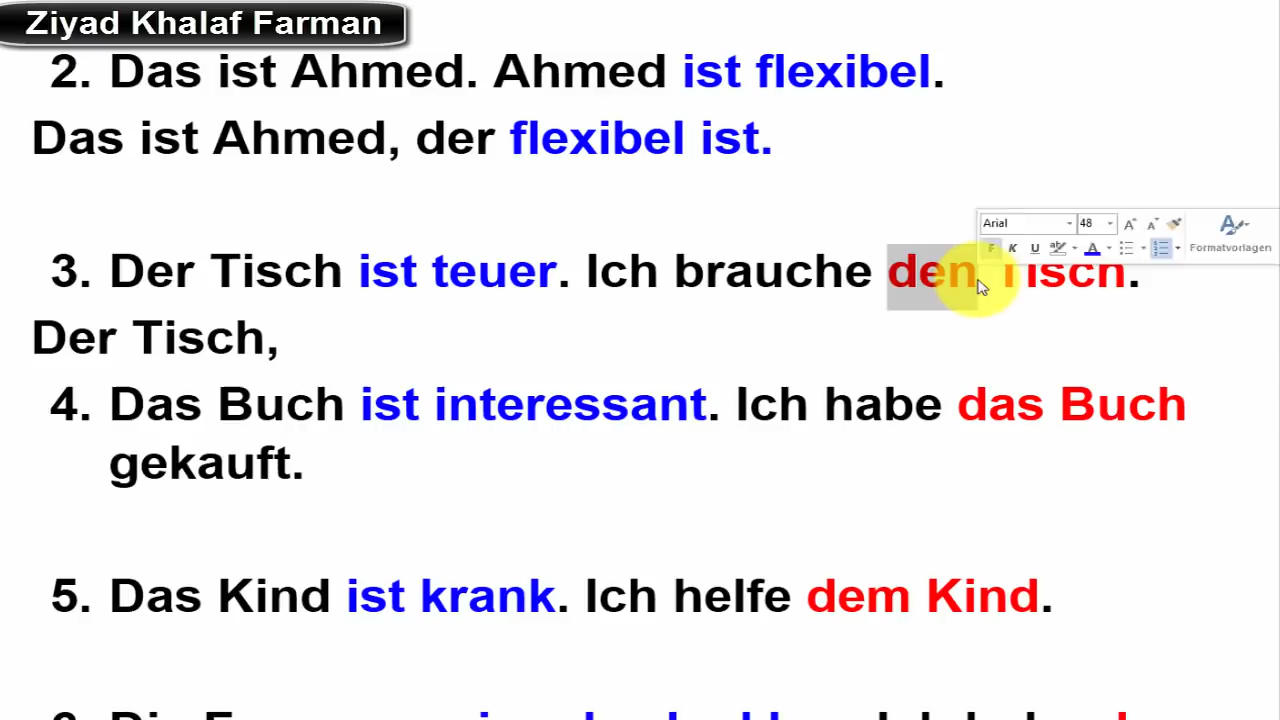 Ziyad Khalaf Farman
2. Das ist Ahmed. Ahmed ist flexibel.
Das ist Ahmed, der flexibel ist.
Arial 48
F K U Formatvorlagen
3. Der Tisch ist teuer. Ich brauche den Tisch.
Der Tisch,
4. Das Buch ist interessant. Ich habe das Buch
gekauft.
5. Das Kind ist krank. Ich helfe dem Kind.